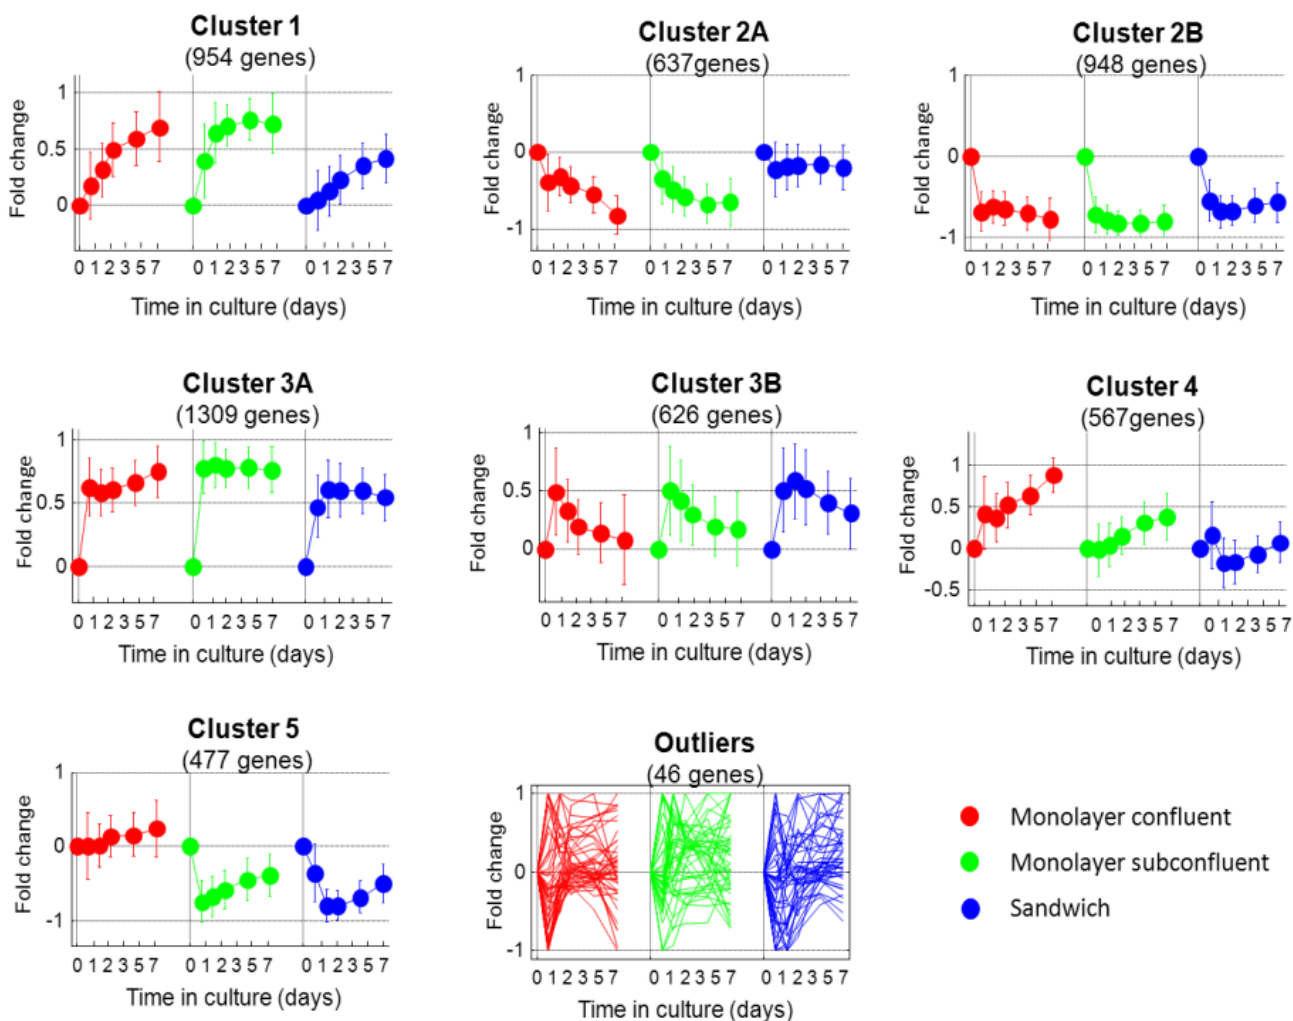 Cluster 1
(954 genes)
Fold change
1
0.5
0
0 1 2 3 5 7 0 1 2 3 5 7 0 1 2 3 5 7
Time in culture (days)
Cluster 2A
(637genes)
Fold change
1
0
-1
0 1 2 3 5 7 0 1 2 3 5 7 0 1 2 3 5 7
Time in culture (days)
Cluster 2B
(948 genes)
Fold change
1
0
-1
0 1 2 3 5 7 0 1 2 3 5 7 0 1 2 3 5 7
Time in culture (days)
Cluster 3A
(1309 genes)
Fold change
1
0.5
0
0 1 2 3 5 7 0 1 2 3 5 7 0 1 2 3 5 7
Time in culture (days)
Cluster 3B
(626 genes)
Fold change
1
0.5
0
0 1 2 3 5 7 0 1 2 3 5 7 0 1 2 3 5 7
Time in culture (days)
Cluster 4
(567genes)
Fold change
1
0.5
0
-0.5
0 1 2 3 5 7 0 1 2 3 5 7 0 1 2 3 5 7
Time in culture (days)
Cluster 5
(477 genes)
Fold change
1
0
-1
0 1 2 3 5 7 0 1 2 3 5 7 0 1 2 3 5 7
Time in culture (days)
Outliers
(46 genes)
Fold change
1
0
-1
0 1 2 3 5 7 0 1 2 3 5 7 0 1 2 3 5 7
Time in culture (days)
Monolayer confluent
Monolayer subconfluent
Sandwich